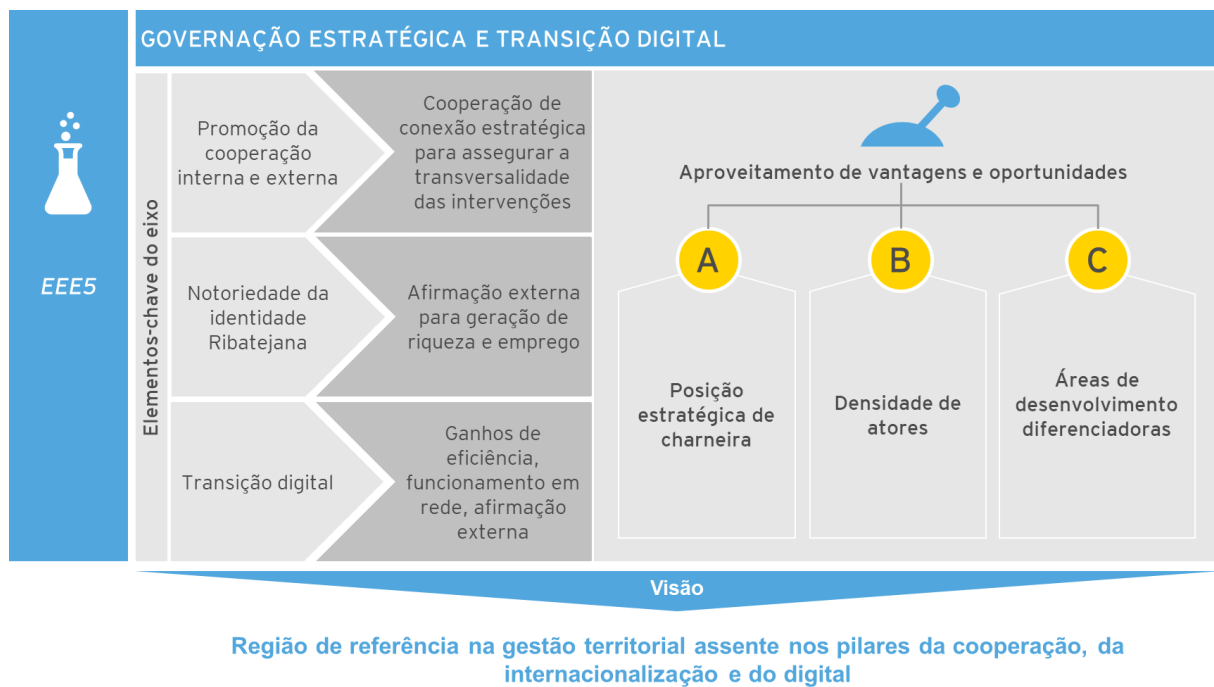 GOVERNAÇÃO ESTRATÉGICA E TRANSIÇÃO DIGITAL
EEE5
Elementos-chave do eixo
Promoção da
cooperação
interna e externa
Cooperação de
conexão estratégica
para assegurar a
transversalidade
das intervenções
Notoriedade da
identidade
Ribatejana
Afirmação externa
para geração de
riqueza e emprego
Transição digital
Ganhos de
eficiência,
funcionamento em
rede, afirmação
externa
Aproveitamento de vantagens e oportunidades
A
Posição
estratégica de
charneira
B
Densidade de
atores
C
Áreas de
desenvolvimento
diferenciadoras
Visão
Região de referência na gestão territorial assente nos pilares da cooperação, da
internacionalização e do digital